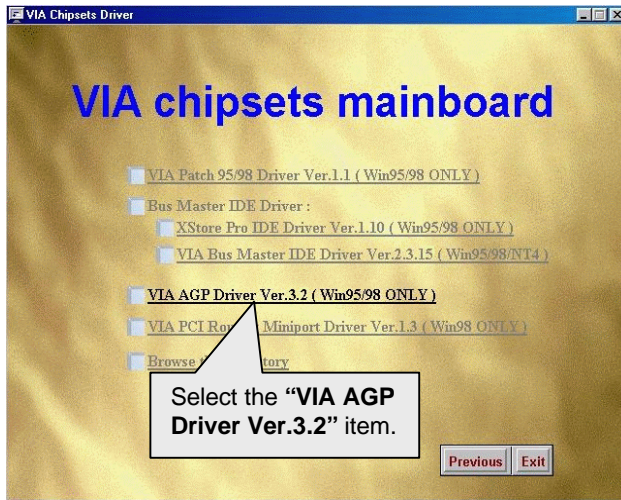 VIA Chipsets Driver
VIA chipsets mainboard
VIA Patch 95/98 Driver Ver.1.1 ( Win95/98 ONLY )
Bus Master IDE Driver :
XStore Pro IDE Driver Ver.1.10 ( Win95/98 ONLY )
VIA Bus Master IDE Driver Ver.2.3.15 ( Win95/98/NT4 )
VIA AGP Driver Ver.3.2 ( Win95/98 ONLY )
VIA PCI Miniport Driver Ver.1.3 ( Win98 ONLY )
Browse
Select the “VIA AGP
Driver Ver.3.2” item.
Previous Exit